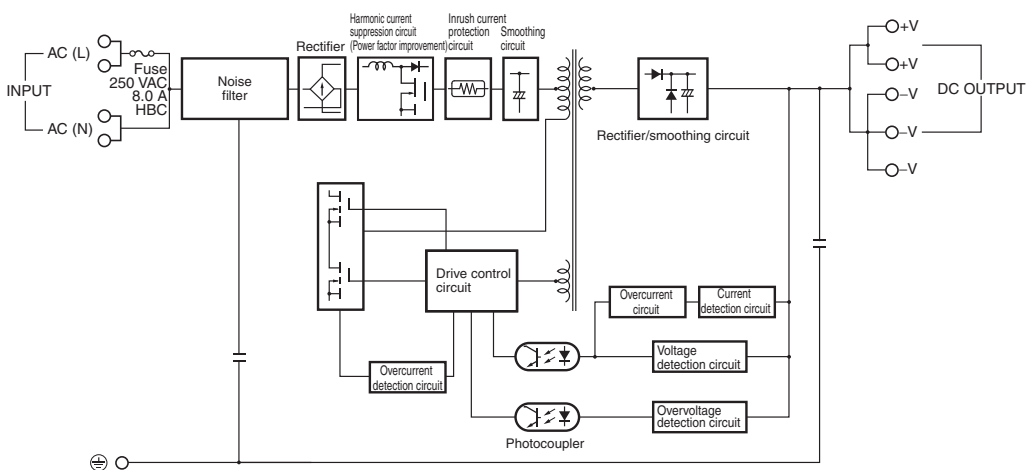 INPUT
AC (L)
AC (N)
Fuse
250 VAC
8.0 A
HBC
Noise
filter
Rectifier
Harmonic current
suppression circuit
(Power factor improvement)
Inrush current
protection
circuit
Smoothing
circuit
Rectifier/smoothing circuit
+V
+V
–V
–V
–V
DC OUTPUT
Drive control
circuit
Overcurrent
circuit
Current
detection circuit
Voltage
detection circuit
Overcurrent
detection circuit
Overvoltage
detection circuit
Photocoupler